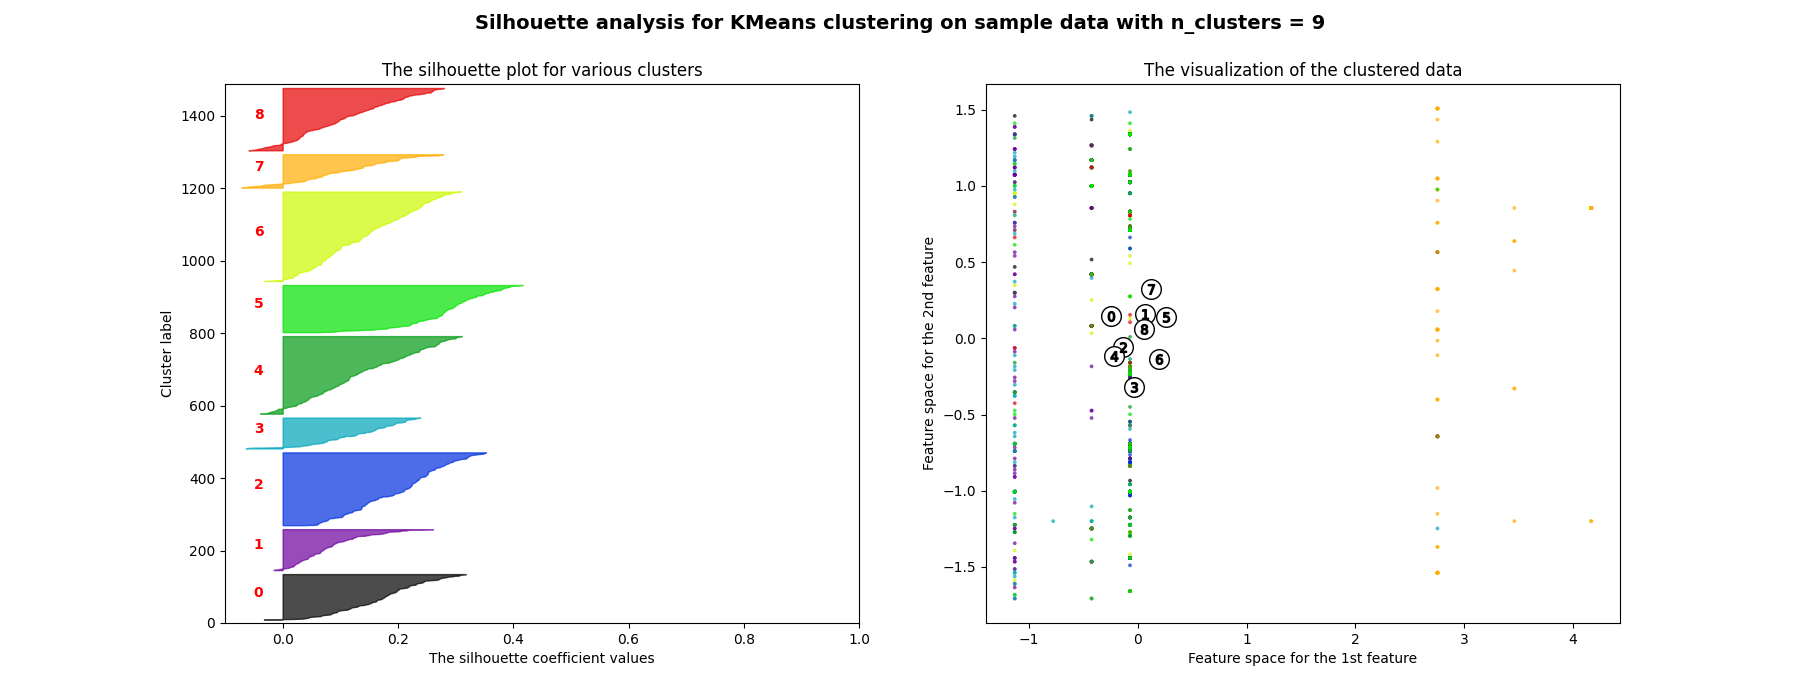 Silhouette analysis for KMeans clustering on sample data with n_clusters = 9
The silhouette plot for various clusters
Cluster label
1400
1200
1000
800
600
400
200
0
8
7
6
5
4
3
2
1
0
0.0 0.2 0.4 0.6 0.8 1.0
The silhouette coefficient values
The visualization of the clustered data
Feature space for the 2nd feature
1.5
1.0
0.5
0.0
−0.5
−1.0
−1.5
7
0 1 5
8
2
4 6
3
−1 0 1 2 3 4
Feature space for the 1st feature